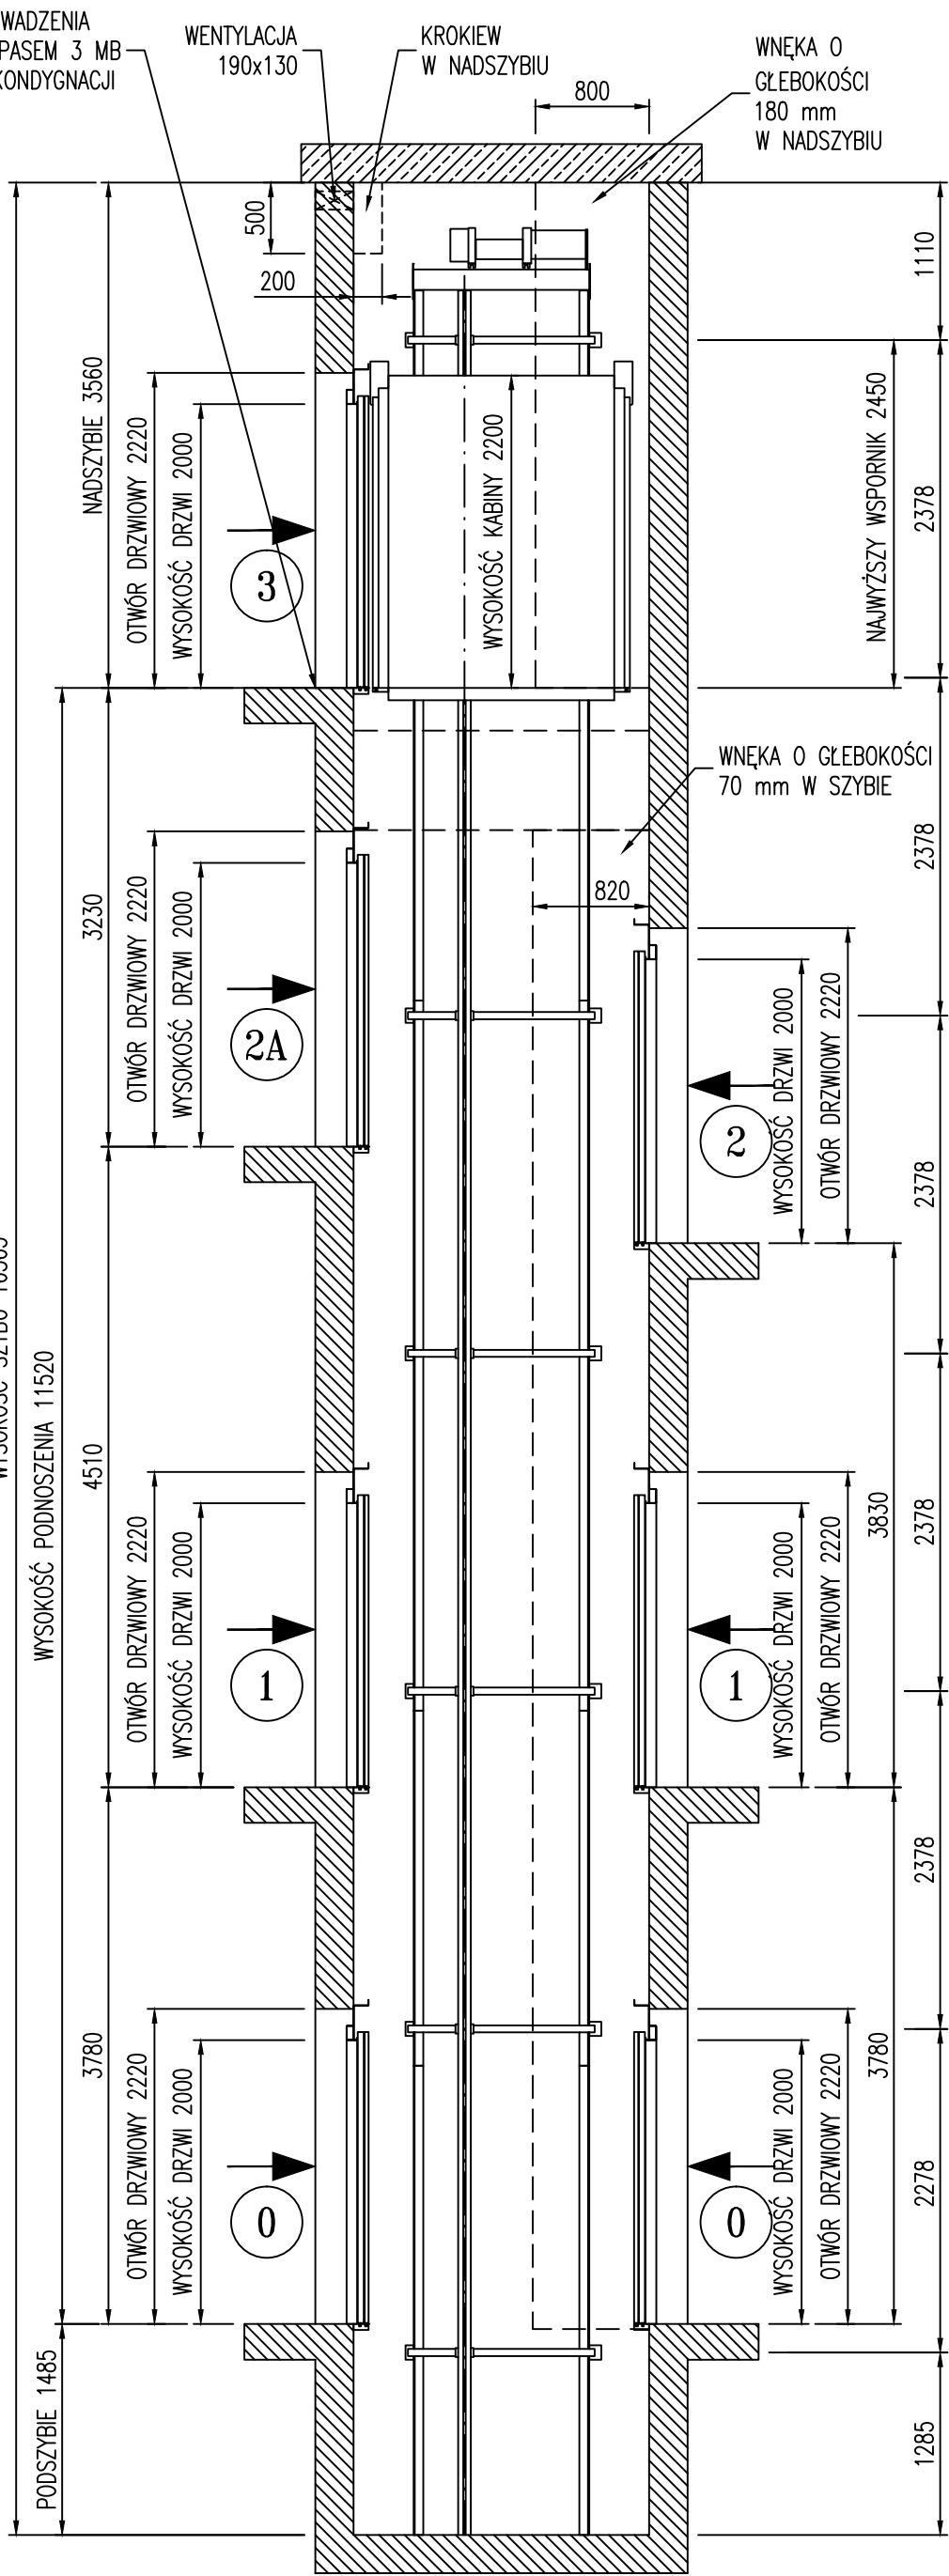 WADZENIA
PASEM 3 MB
KONDYGNACJI
WENTYLACJA
190x130
KROKIEW
W NADSZYBIU
800
WNĘKA O
GŁEBOKOŚCI
180 mm
W NADSZYBIU
500
200
1110
NADSZYBIE 3560
OTWÓR DRZWIOWY 2220
WYSOKOŚĆ DRZWI 2000
3
WYSOKOŚĆ KABINY 2200
NAJWYŻSZY WSPORNIK 2450
2378
WNĘKA O GŁEBOKOŚCI
70 mm W SZYBIE
820
2378
3230
OTWÓR DRZWIOWY 2220
WYSOKOŚĆ DRZWI 2000
2A
2
WYSOKOŚĆ DRZWI 2000
OTWÓR DRZWIOWY 2220
2378
WYSOKOŚĆ PODNOSZENIA 11520
4510
OTWÓR DRZWIOWY 2220
WYSOKOŚĆ DRZWI 2000
1
1
WYSOKOŚĆ DRZWI 2000
OTWÓR DRZWIOWY 2220
3830
2378
2378
3780
OTWÓR DRZWIOWY 2220
WYSOKOŚĆ DRZWI 2000
0
0
WYSOKOŚĆ DRZWI 2000
OTWÓR DRZWIOWY 2220
3780
2278
PODSZYBIE 1485
1285